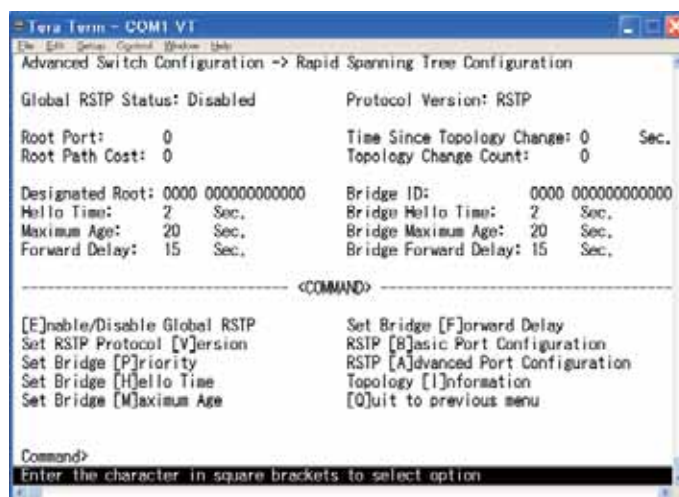 Tera Term - COM1 VT
File Edit Setup Control Window Help
Advanced Switch Configuration -> Rapid Spanning Tree Configuration
Global RSTP Status: Disabled Protocol Version: RSTP
Root Port: 0 Time Since Topology Change: 0 Sec.
Root Path Cost: 0 Topology Change Count: 0
Designated Root: 0000 000000000000 Bridge ID: 0000 000000000000
Hello Time: 2 Sec. Bridge Hello Time: 2 Sec.
Maximum Age: 20 Sec. Bridge Maximum Age: 20 Sec.
Forward Delay: 15 Sec. Bridge Forward Delay: 15 Sec.
------------------------------- <COMMAND> -------------------------------
[E]nable/Disable Global RSTP Set Bridge [F]orward Delay
Set RSTP Protocol [V]ersion RSTP [B]asic Port Configuration
Set Bridge [P]riority RSTP [A]dvanced Port Configuration
Set Bridge [H]ello Time Topology [I]nformation
Set Bridge [M]aximum Age [Q]uit to previous menu
Command>
Enter the character in square brackets to select option